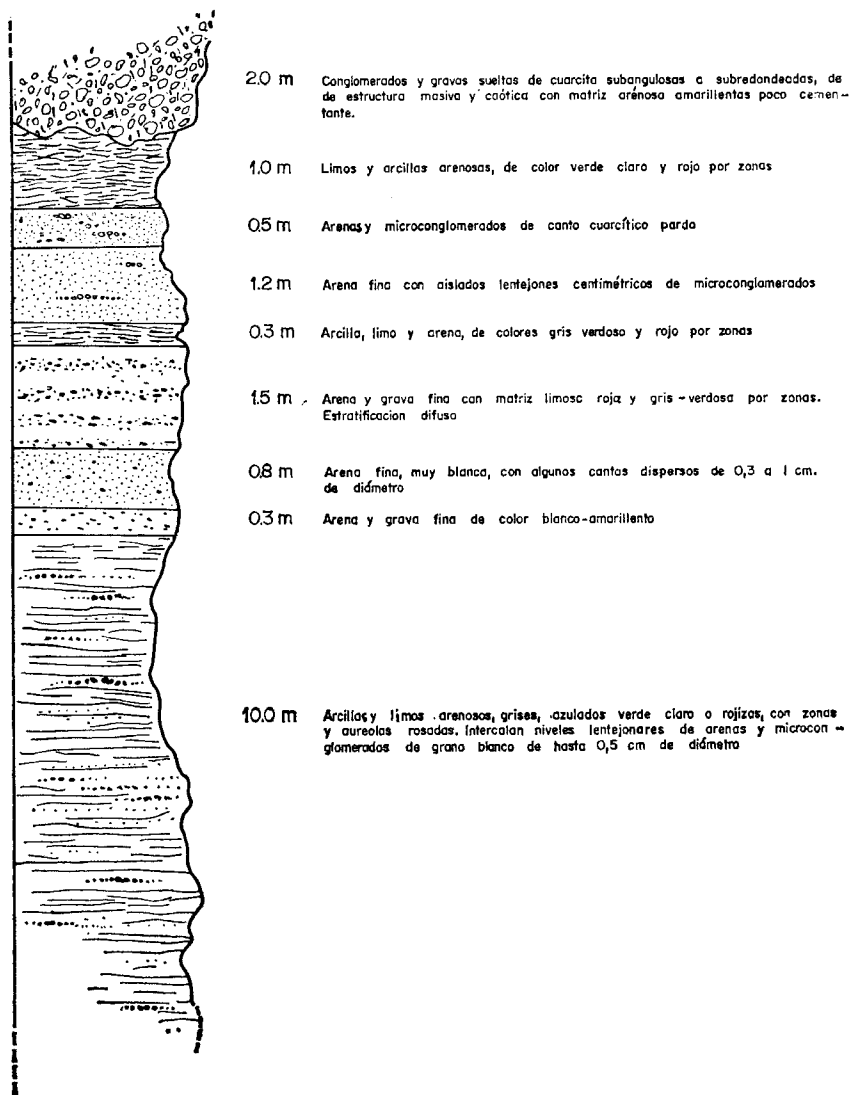 2.0 m Conglomerados y gravas sueltas de cuarcita subangulosas a subredondeadas, de
de estructura masiva y caótica con matriz arénosa amarillentas poco cemen-
tante.
1.0 m Limos y arcillas arenosas, de color verde claro y rojo por zonas
0.5 m Arenas y microconglomerados de canto cuarcítico pardo
1.2 m Arena fina con aislados lentejones centimétricos de microconglamerados
0.3 m Arcilla, limo y arena, de colores gris verdoso y rojo por zonas
1.5 m Arena y grava fina con matriz limosc roja y gris-verdosa por zonas.
Estratificacion difusa
0.8 m Arena fina, muy blanca, con algunos cantos dispersos de 0,3 a 1 cm.
de diámetro
0.3 m Arena y grava fina de color blanco-amarillento
10.0 m Arcillas y limos arenosos, grises, azulados verde claro o rojizas, con zonas
y aureolas rosadas. Intercalan niveles lentejonares de arenas y microcon-
glomerados de grano blanco de hasta 0,5 cm de diámetro